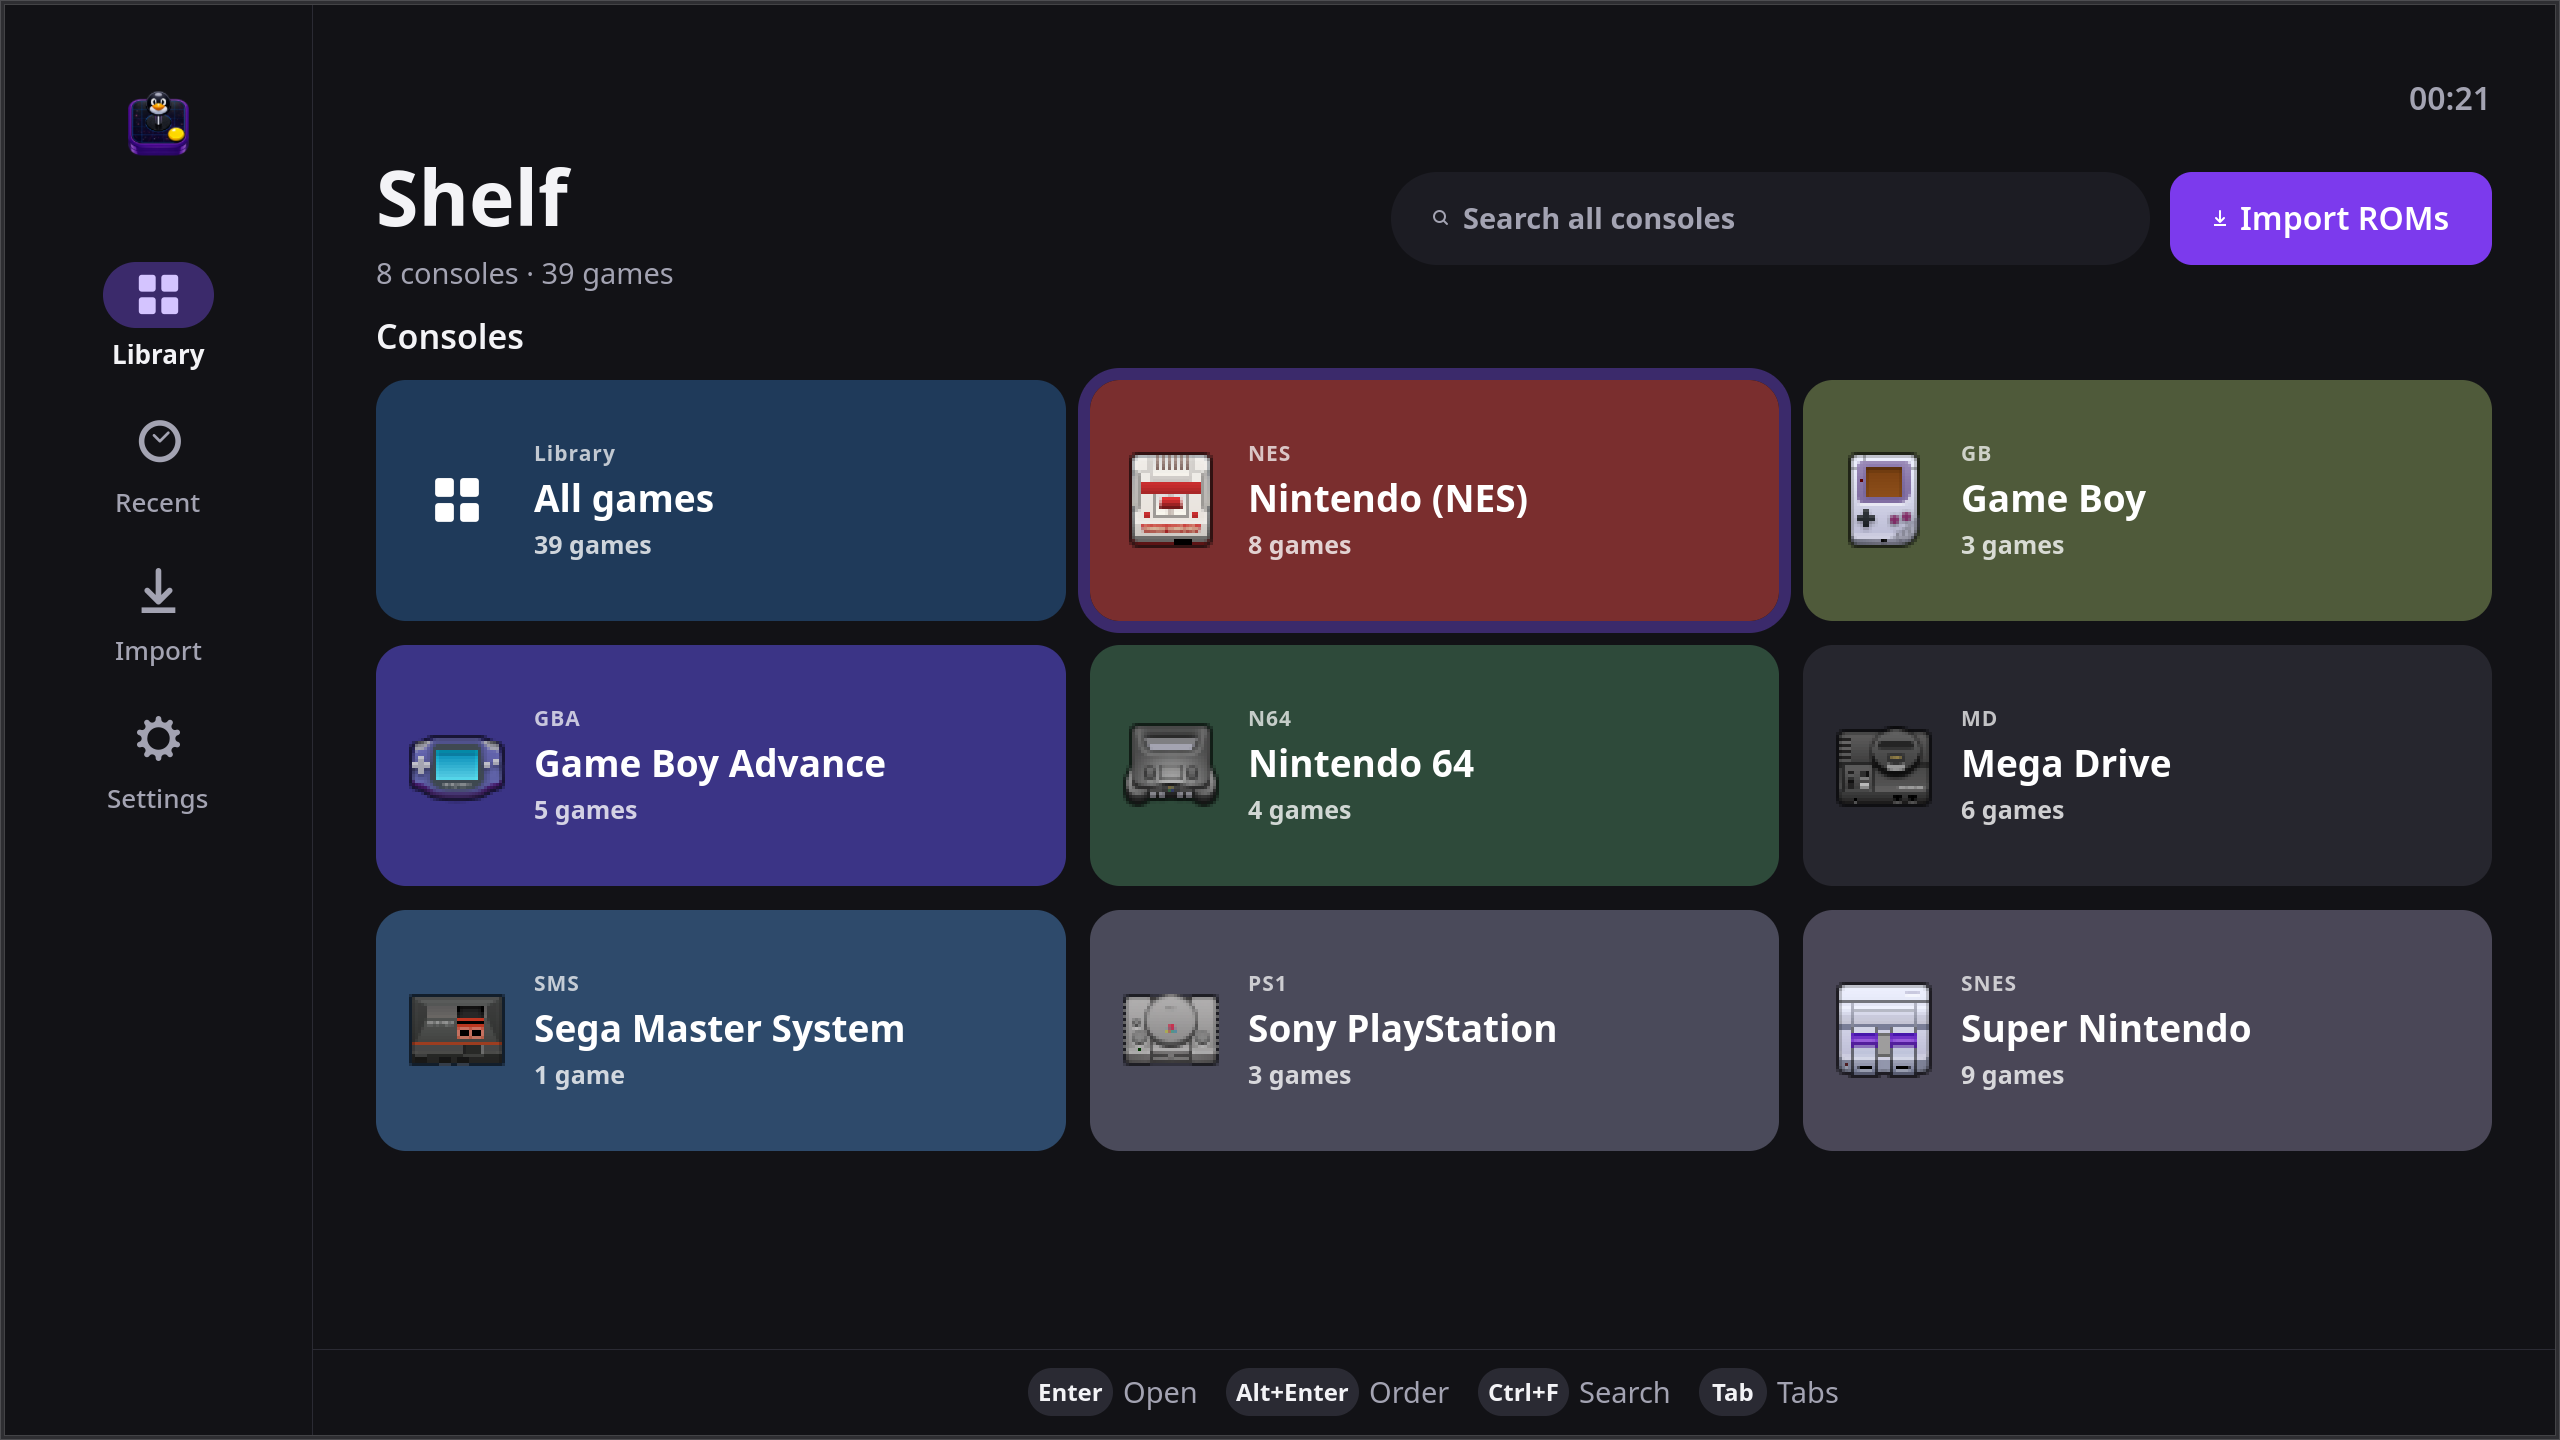 00:21
Shelf
8 consoles · 39 games
Search all consoles
Import ROMs
Library
Recent
Import
Settings
Consoles
Library
All games
39 games
NES
Nintendo (NES)
8 games
GB
Game Boy
3 games
GBA
Game Boy Advance
5 games
N64
Nintendo 64
4 games
MD
Mega Drive
6 games
SMS
Sega Master System
1 game
PS1
Sony PlayStation
3 games
SNES
Super Nintendo
9 games
Enter Open Alt+Enter Order Ctrl+F Search Tab Tabs